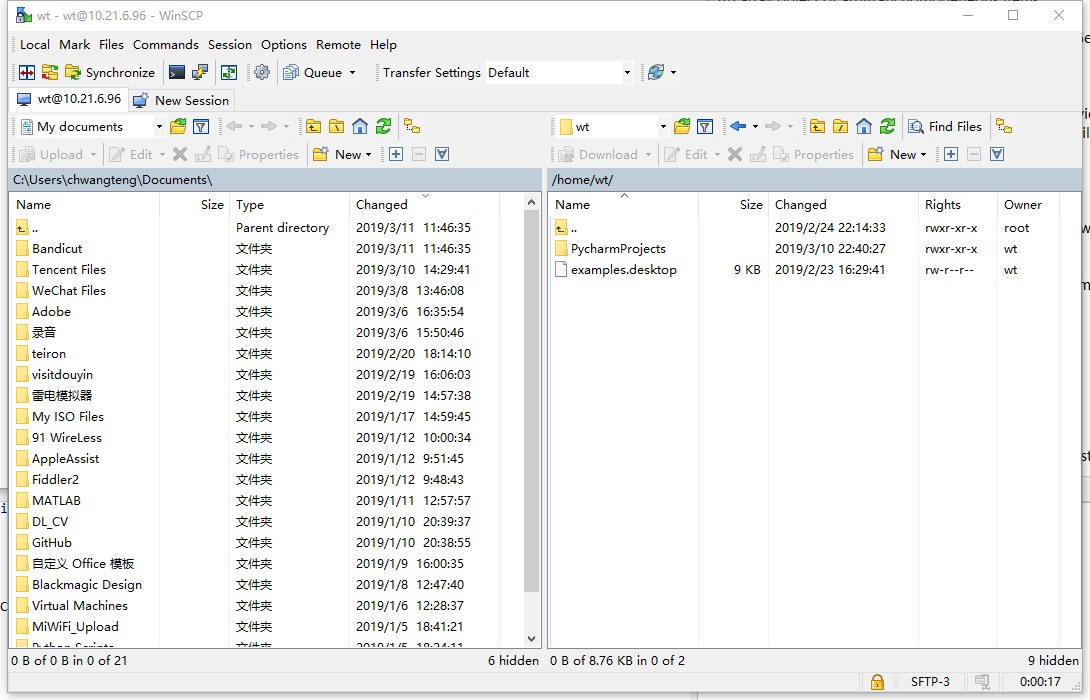 wt - wt@10.21.6.96 - WinSCP
Local Mark Files Commands Session Options Remote Help
Synchronize Queue Transfer Settings Default
wt@10.21.6.96 New Session
My documents
Upload Edit Properties New
C:\Users\chwangteng\Documents\
Name Size Type Changed
.. Parent directory 2019/3/11 11:46:35
Bandicut 文件夹 2019/3/11 11:46:35
Tencent Files 文件夹 2019/3/10 14:29:41
WeChat Files 文件夹 2019/3/8 13:46:08
Adobe 文件夹 2019/3/6 16:35:54
录音 文件夹 2019/3/6 15:50:46
teiron 文件夹 2019/2/20 18:14:10
visitdouyin 文件夹 2019/2/19 16:06:03
雷电模拟器 文件夹 2019/2/19 14:57:38
My ISO Files 文件夹 2019/1/17 14:59:45
91 WireLess 文件夹 2019/1/12 10:00:34
AppleAssist 文件夹 2019/1/12 9:51:45
Fiddler2 文件夹 2019/1/12 9:48:43
MATLAB 文件夹 2019/1/11 12:57:57
DL_CV 文件夹 2019/1/10 20:39:37
GitHub 文件夹 2019/1/10 20:38:55
自定义 Office 模板 文件夹 2019/1/9 16:00:35
Blackmagic Design 文件夹 2019/1/8 12:47:40
Virtual Machines 文件夹 2019/1/6 12:28:37
MiWiFi_Upload 文件夹 2019/1/5 18:41:21
0 B of 0 B in 0 of 21 6 hidden
wt Find Files
Download Edit Properties New
/home/wt/
Name Size Changed Rights Owner
.. 2019/2/24 22:14:33 rwxr-xr-x root
PycharmProjects 2019/3/10 22:40:27 rwxr-xr-x wt
examples.desktop 9 KB 2019/2/23 16:29:41 rw-r--r-- wt
0 B of 8.76 KB in 0 of 2 9 hidden
SFTP-3 0:00:17